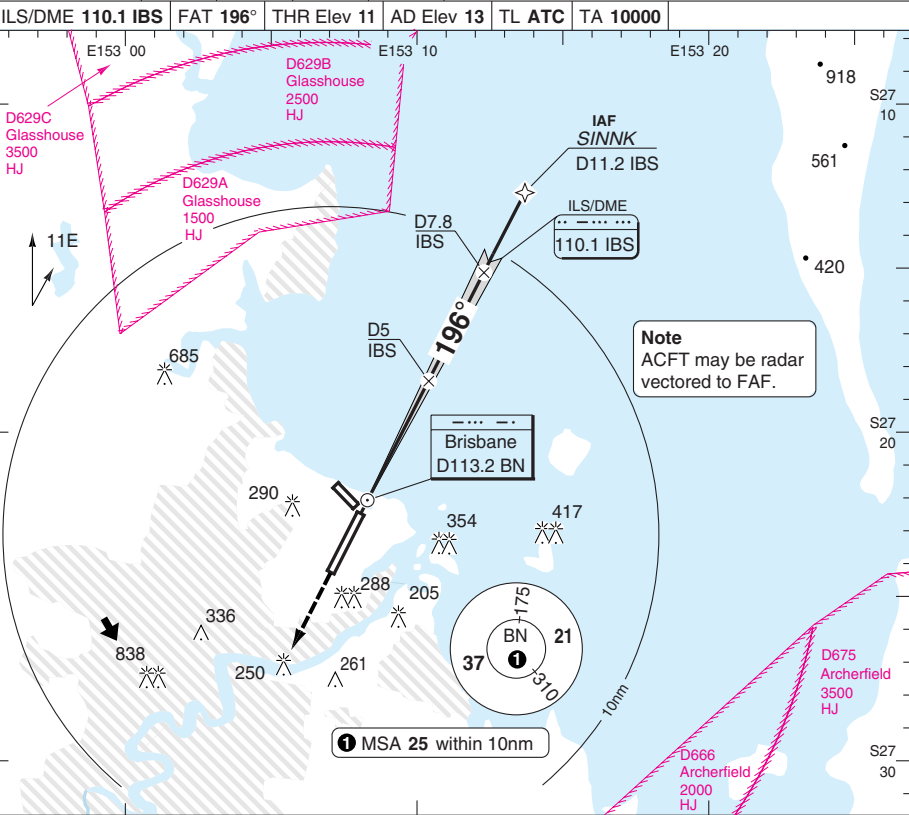 ILS/DME 110.1 IBS FAT 196° THR Elev 11 AD Elev 13 TL ATC TA 10000
E153 00
E153 10
E153 20
D629B
Glasshouse
2500
HJ
D629C
Glasshouse
3500
HJ
D629A
Glasshouse
1500
HJ
918
S27
10
561
420
IAF
SINNK
D11.2 IBS
ILS/DME
110.1 IBS
D7.8
IBS
11E
196°
D5
IBS
685
Note
ACFT may be radar
vectored to FAF.
S27
20
Brisbane
D113.2 BN
290
354
417
288
205
336
838
250
261
BN
1
175
310
37
21
10nm
D675
Archerfield
3500
HJ
1 MSA 25 within 10nm
D666
Archerfield
2000
HJ
S27
30